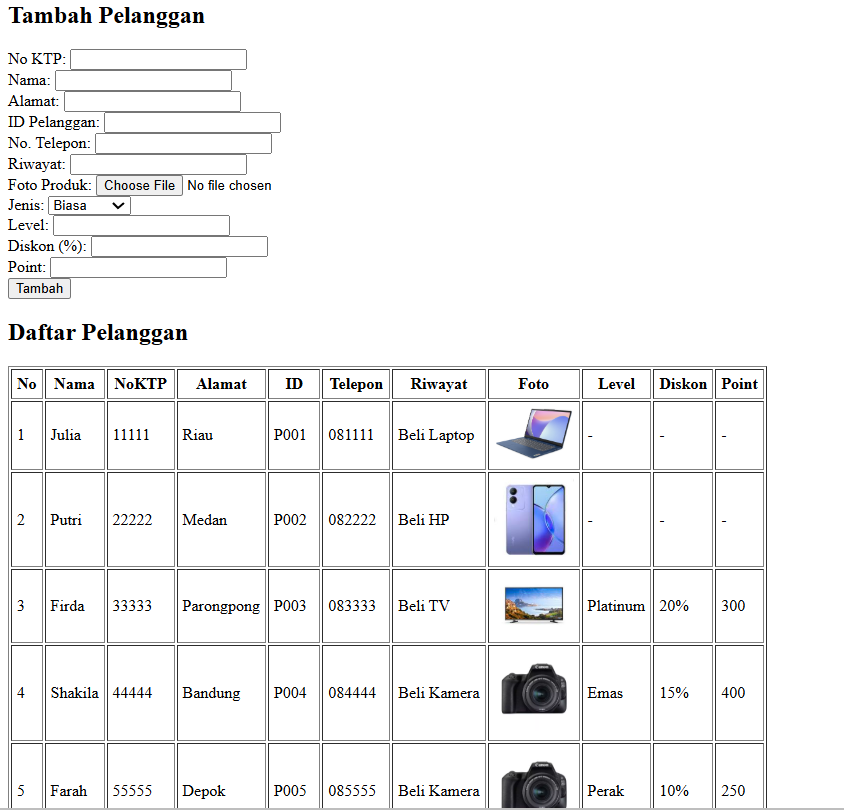 Tambah Pelanggan
No KTP:
Nama:
Alamat:
ID Pelanggan:
No. Telepon:
Riwayat:
Foto Produk: Choose File No file chosen
Jenis: Biasa
Level:
Diskon (%):
Point:
Tambah
Daftar Pelanggan
No Nama NoKTP Alamat ID Telepon Riwayat Foto Level Diskon Point
1 Julia 11111 Riau P001 081111 Beli Laptop - - -
2 Putri 22222 Medan P002 082222 Beli HP - - -
3 Firda 33333 Parongpong P003 083333 Beli TV Platinum 20% 300
4 Shakila 44444 Bandung P004 084444 Beli Kamera Canon Emas 15% 400
5 Farah 55555 Depok P005 085555 Beli Kamera Canon Perak 10% 250